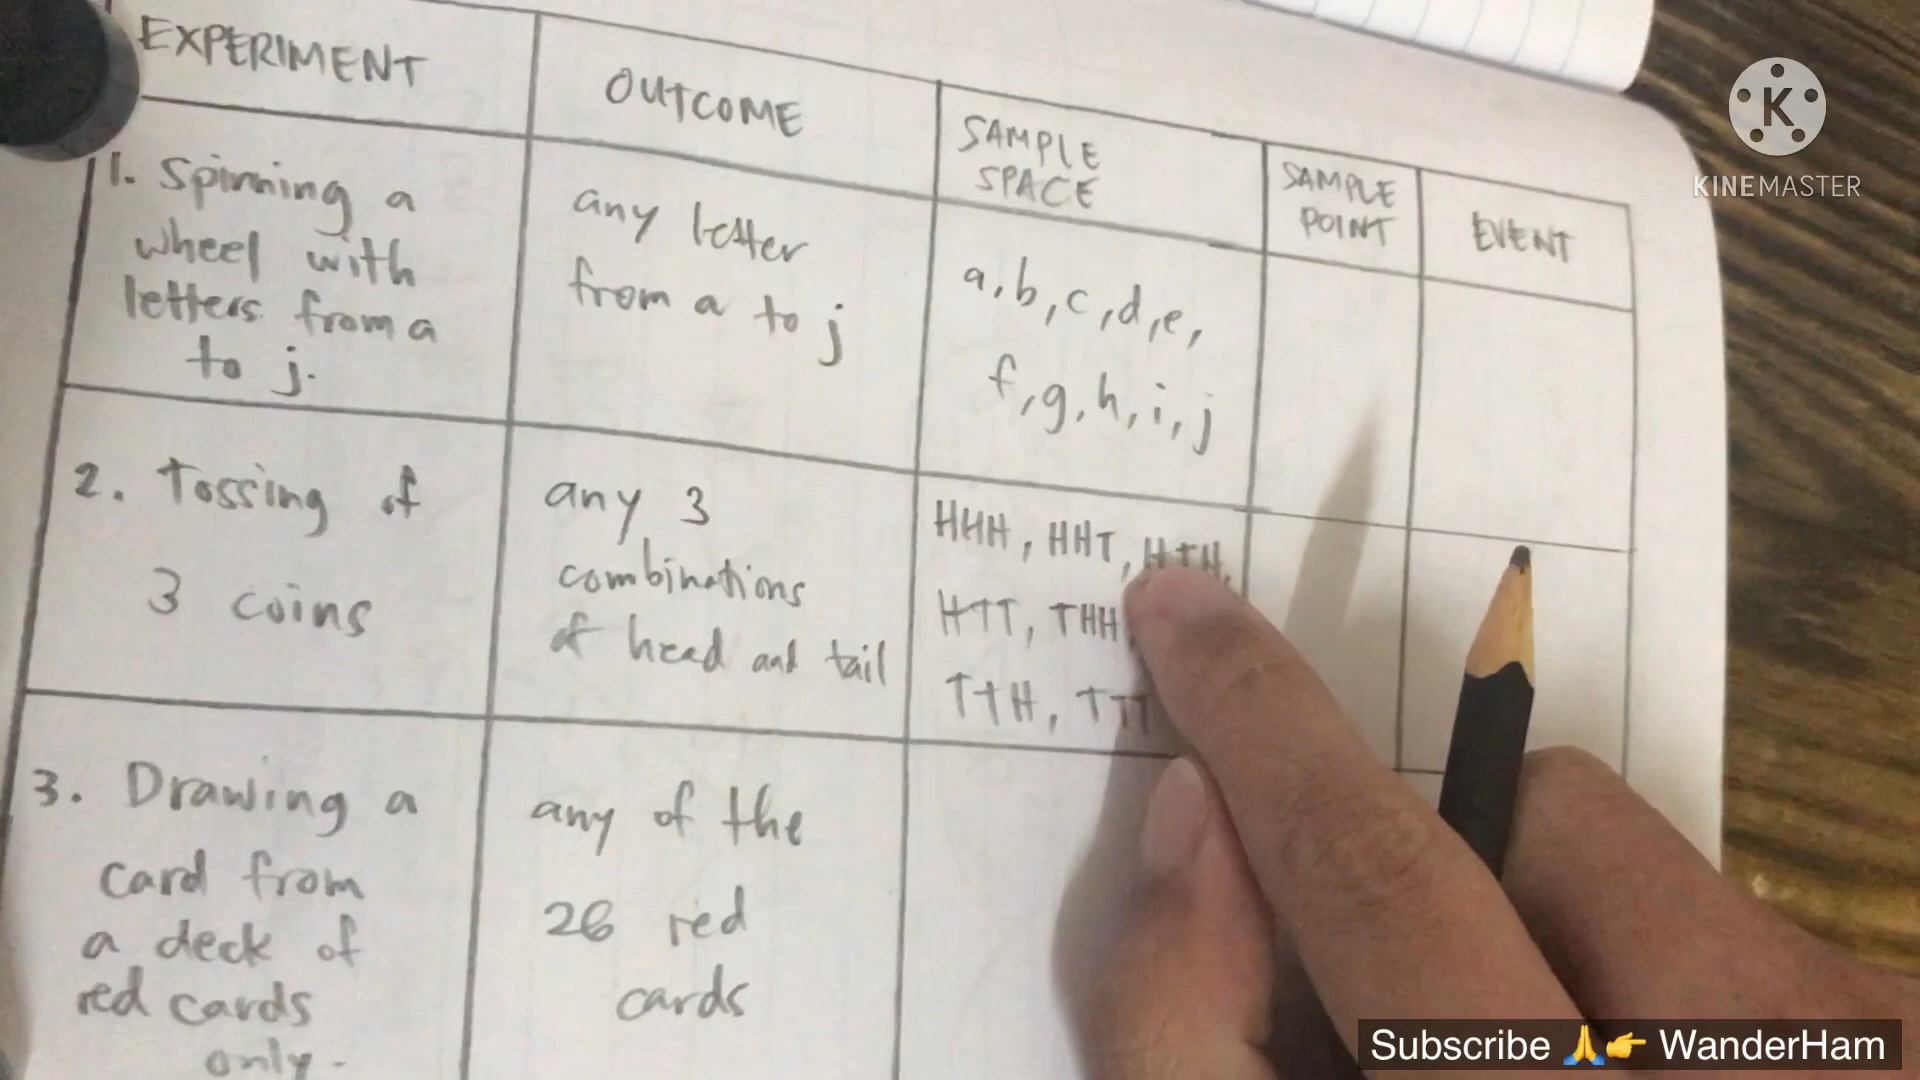 EXPERIMENT
OUTCOME
SAMPLE
SPACE
SAMPLE
POINT
EVENT
1. Spinning a
wheel with
letters from a
to j.
any letter
from a to j
a, b, c, d, e,
f, g, h, i, j
2. Tossing of
3 coins
any 3
combinations
of head and tail
HHH, HHT, HTH,
HTT, THH
TTH, TTT
3. Drawing a
card from
a deck of
red cards
only.
any of the
26 red
cards
KINEMASTER
Subscribe 🙏👉 WanderHam